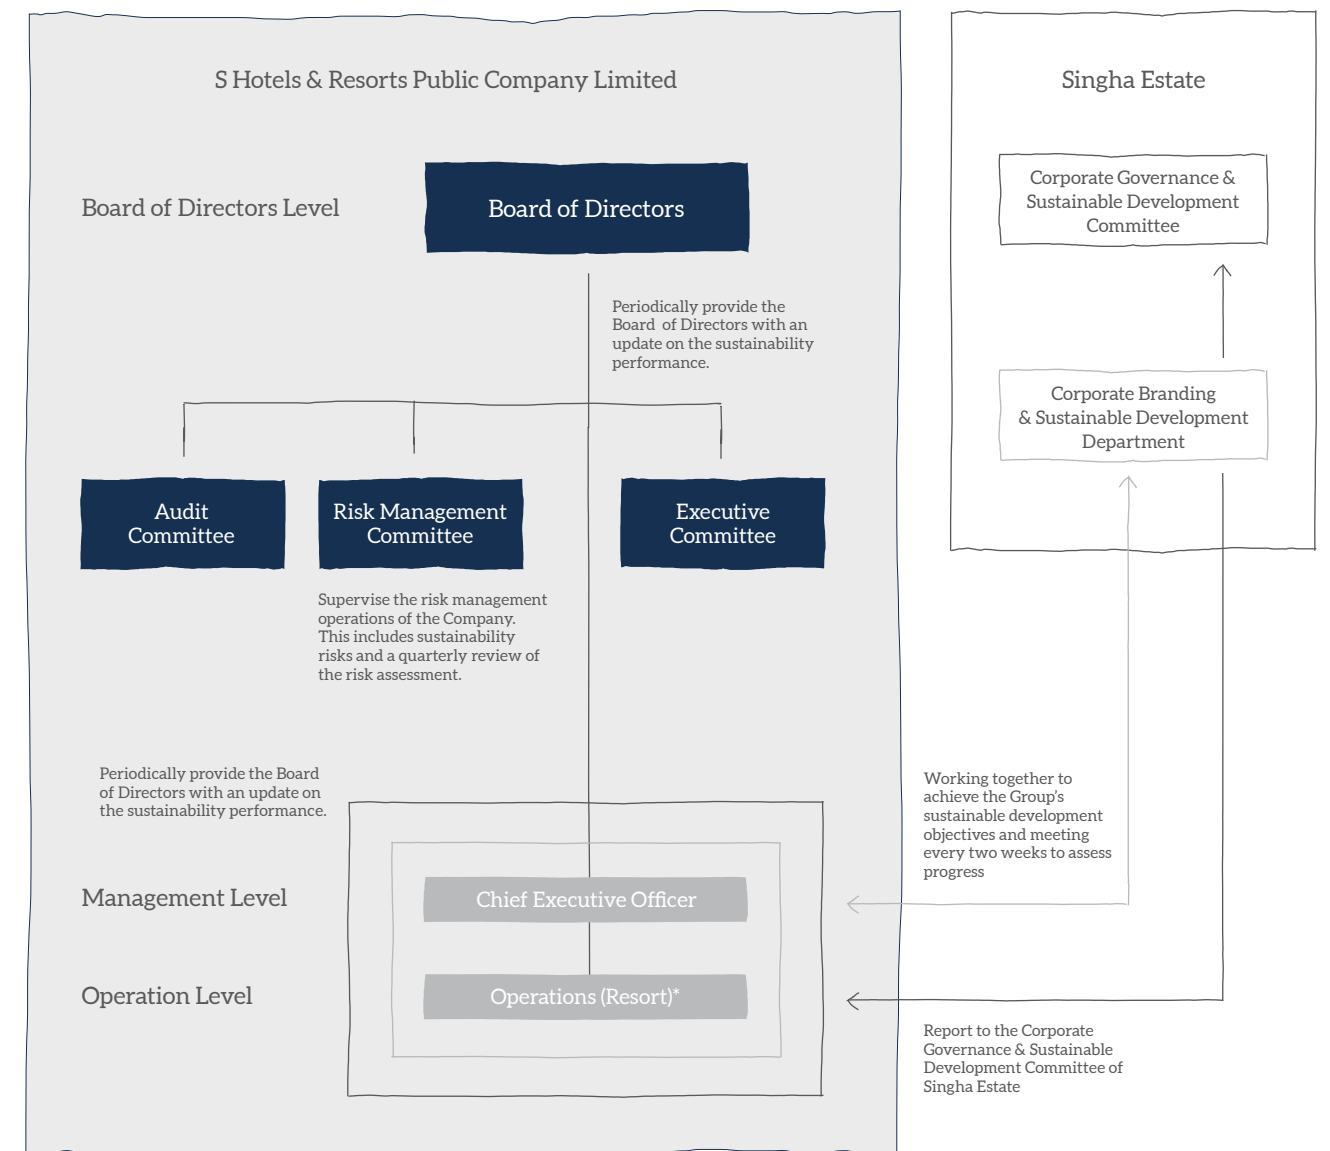 S Hotels & Resorts Public Company Limited
Board of Directors Level
Board of Directors
Periodically provide the
Board of Directors with an
update on the sustainability
performance.
Audit
Committee
Risk Management
Committee
Executive
Committee
Supervise the risk management
operations of the Company.
This includes sustainability
risks and a quarterly review of
the risk assessment.
Periodically provide the Board
of Directors with an update on
the sustainability performance.
Management Level
Chief Executive Officer
Operation Level
Operations (Resort)*
Singha Estate
Corporate Governance &
Sustainable Development
Committee
Corporate Branding
& Sustainable Development
Department
Working together to
achieve the Group’s
sustainable development
objectives and meeting
every two weeks to assess
progress
Report to the Corporate
Governance & Sustainable
Development Committee of
Singha Estate